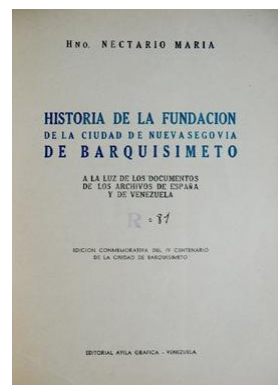 HNO. NECTARIO MARIA
HISTORIA DE LA FUNDACION
DE LA CIUDAD DE NUEVA SEGOVIA
DE BARQUISIMETO
A LA LUZ DE LOS DOCUMENTOS
DE LOS ARCHIVOS DE ESPAÑA
Y DE VENEZUELA
R - 81
EDICION CONMEMORATIVA DEL IV CENTENARIO
DE LA CIUDAD DE BARQUISIMETO
EDITORIAL AVILA GRAFICA - VENEZUELA